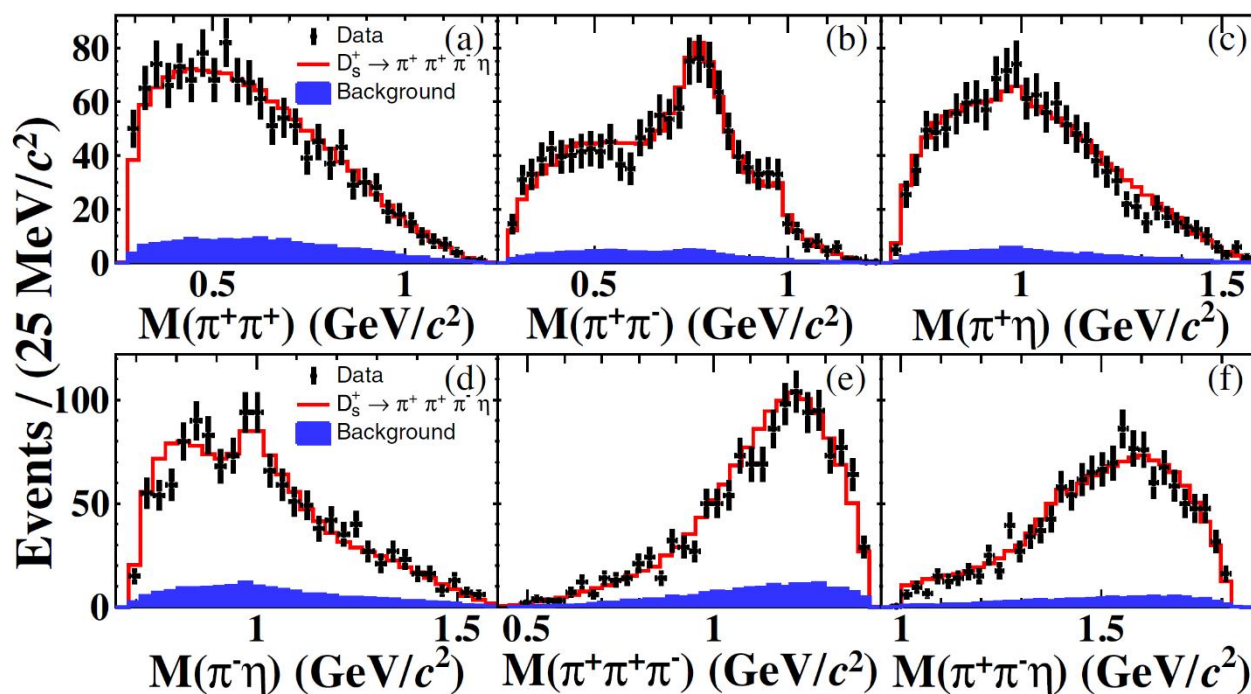 Events / (25 MeV/c²)
80
60
40
20
0
Data
D⁺ₛ → π⁺ π⁺ π⁻ η
Background
(a)
0.5 1
M(π⁺π⁺) (GeV/c²)
(b)
0.5 1
M(π⁺π⁻) (GeV/c²)
(c)
1 1.5
M(π⁺η) (GeV/c²)
100
50
0
Data
D⁺ₛ → π⁺ π⁺ π⁻ η
Background
(d)
1 1.5
M(π⁻η) (GeV/c²)
(e)
0.5 1
M(π⁺π⁺π⁻) (GeV/c²)
(f)
1 1.5
M(π⁺π⁻η) (GeV/c²)